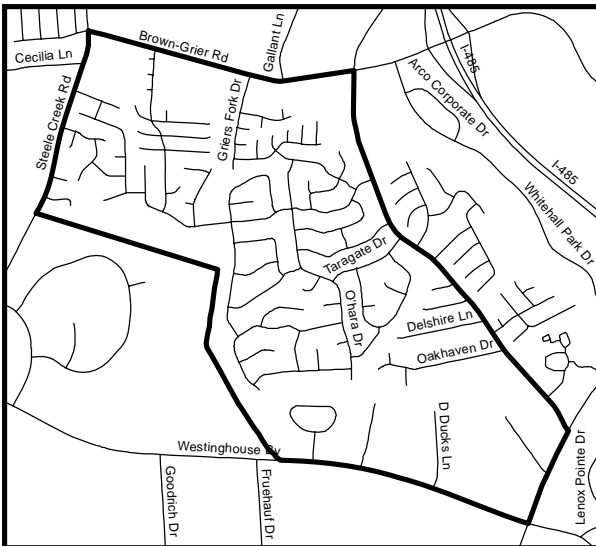 Brown-Grier Rd
Gallant Ln
I-485
Cecilia Ln
Arco Corporate Dr
Steele Creek Rd
Griers Fork Dr
I-485
Whitehall Park Dr
Taragate Dr
O'hara Dr
Delshire Ln
Oakhaven Dr
D Ducks Ln
Westinghouse Bv
Lenox Pointe Dr
Goodrich Dr
Fruehauf Dr